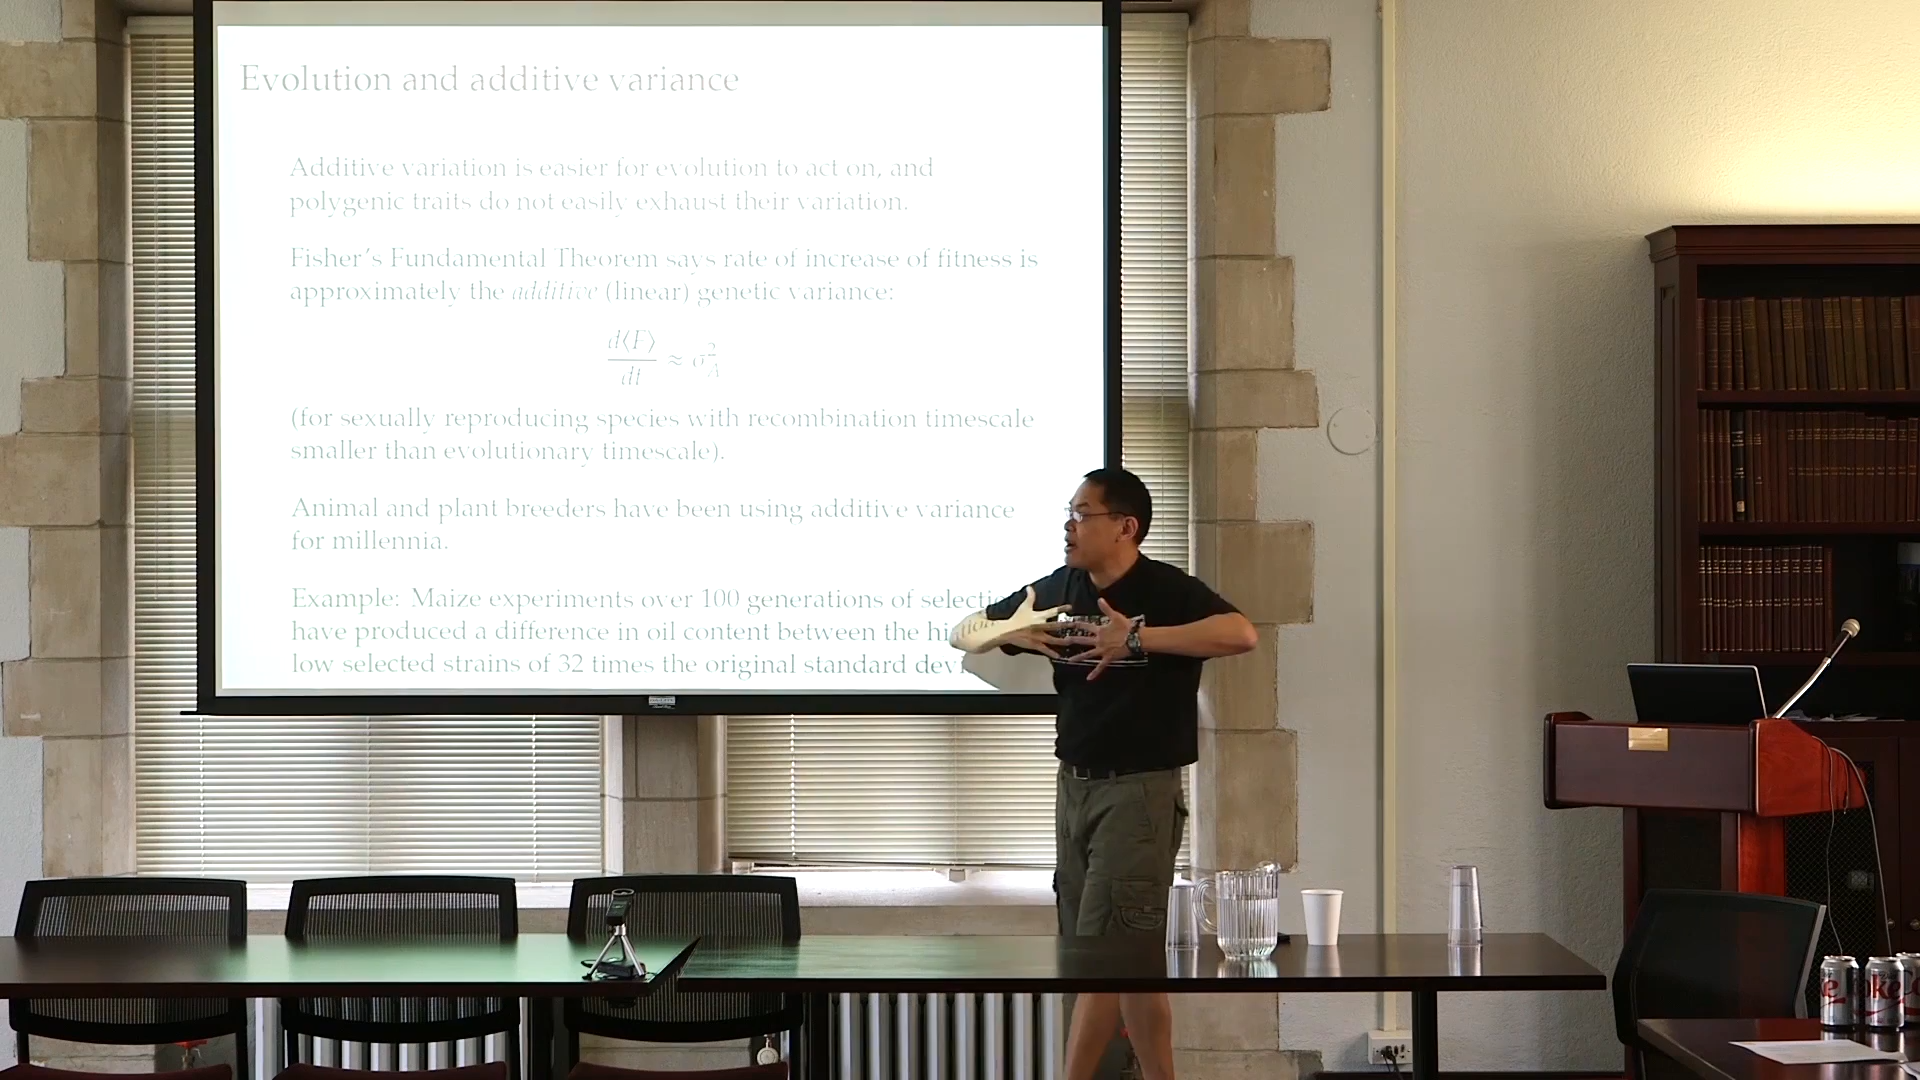 Evolution and additive variance
Additive variation is easier for evolution to act on, and
polygenic traits do not easily exhaust their variation.
Fisher's Fundamental Theorem says rate of increase of fitness is
approximately the additive (linear) genetic variance:
d⟨F⟩
dt
≈ σ²_A
(for sexually reproducing species with recombination timescale
smaller than evolutionary timescale).
Animal and plant breeders have been using additive variance
for millennia.
Example: Maize experiments over 100 generations of
have produced a difference in oil content between the
low selected strains of 32 times the original standard